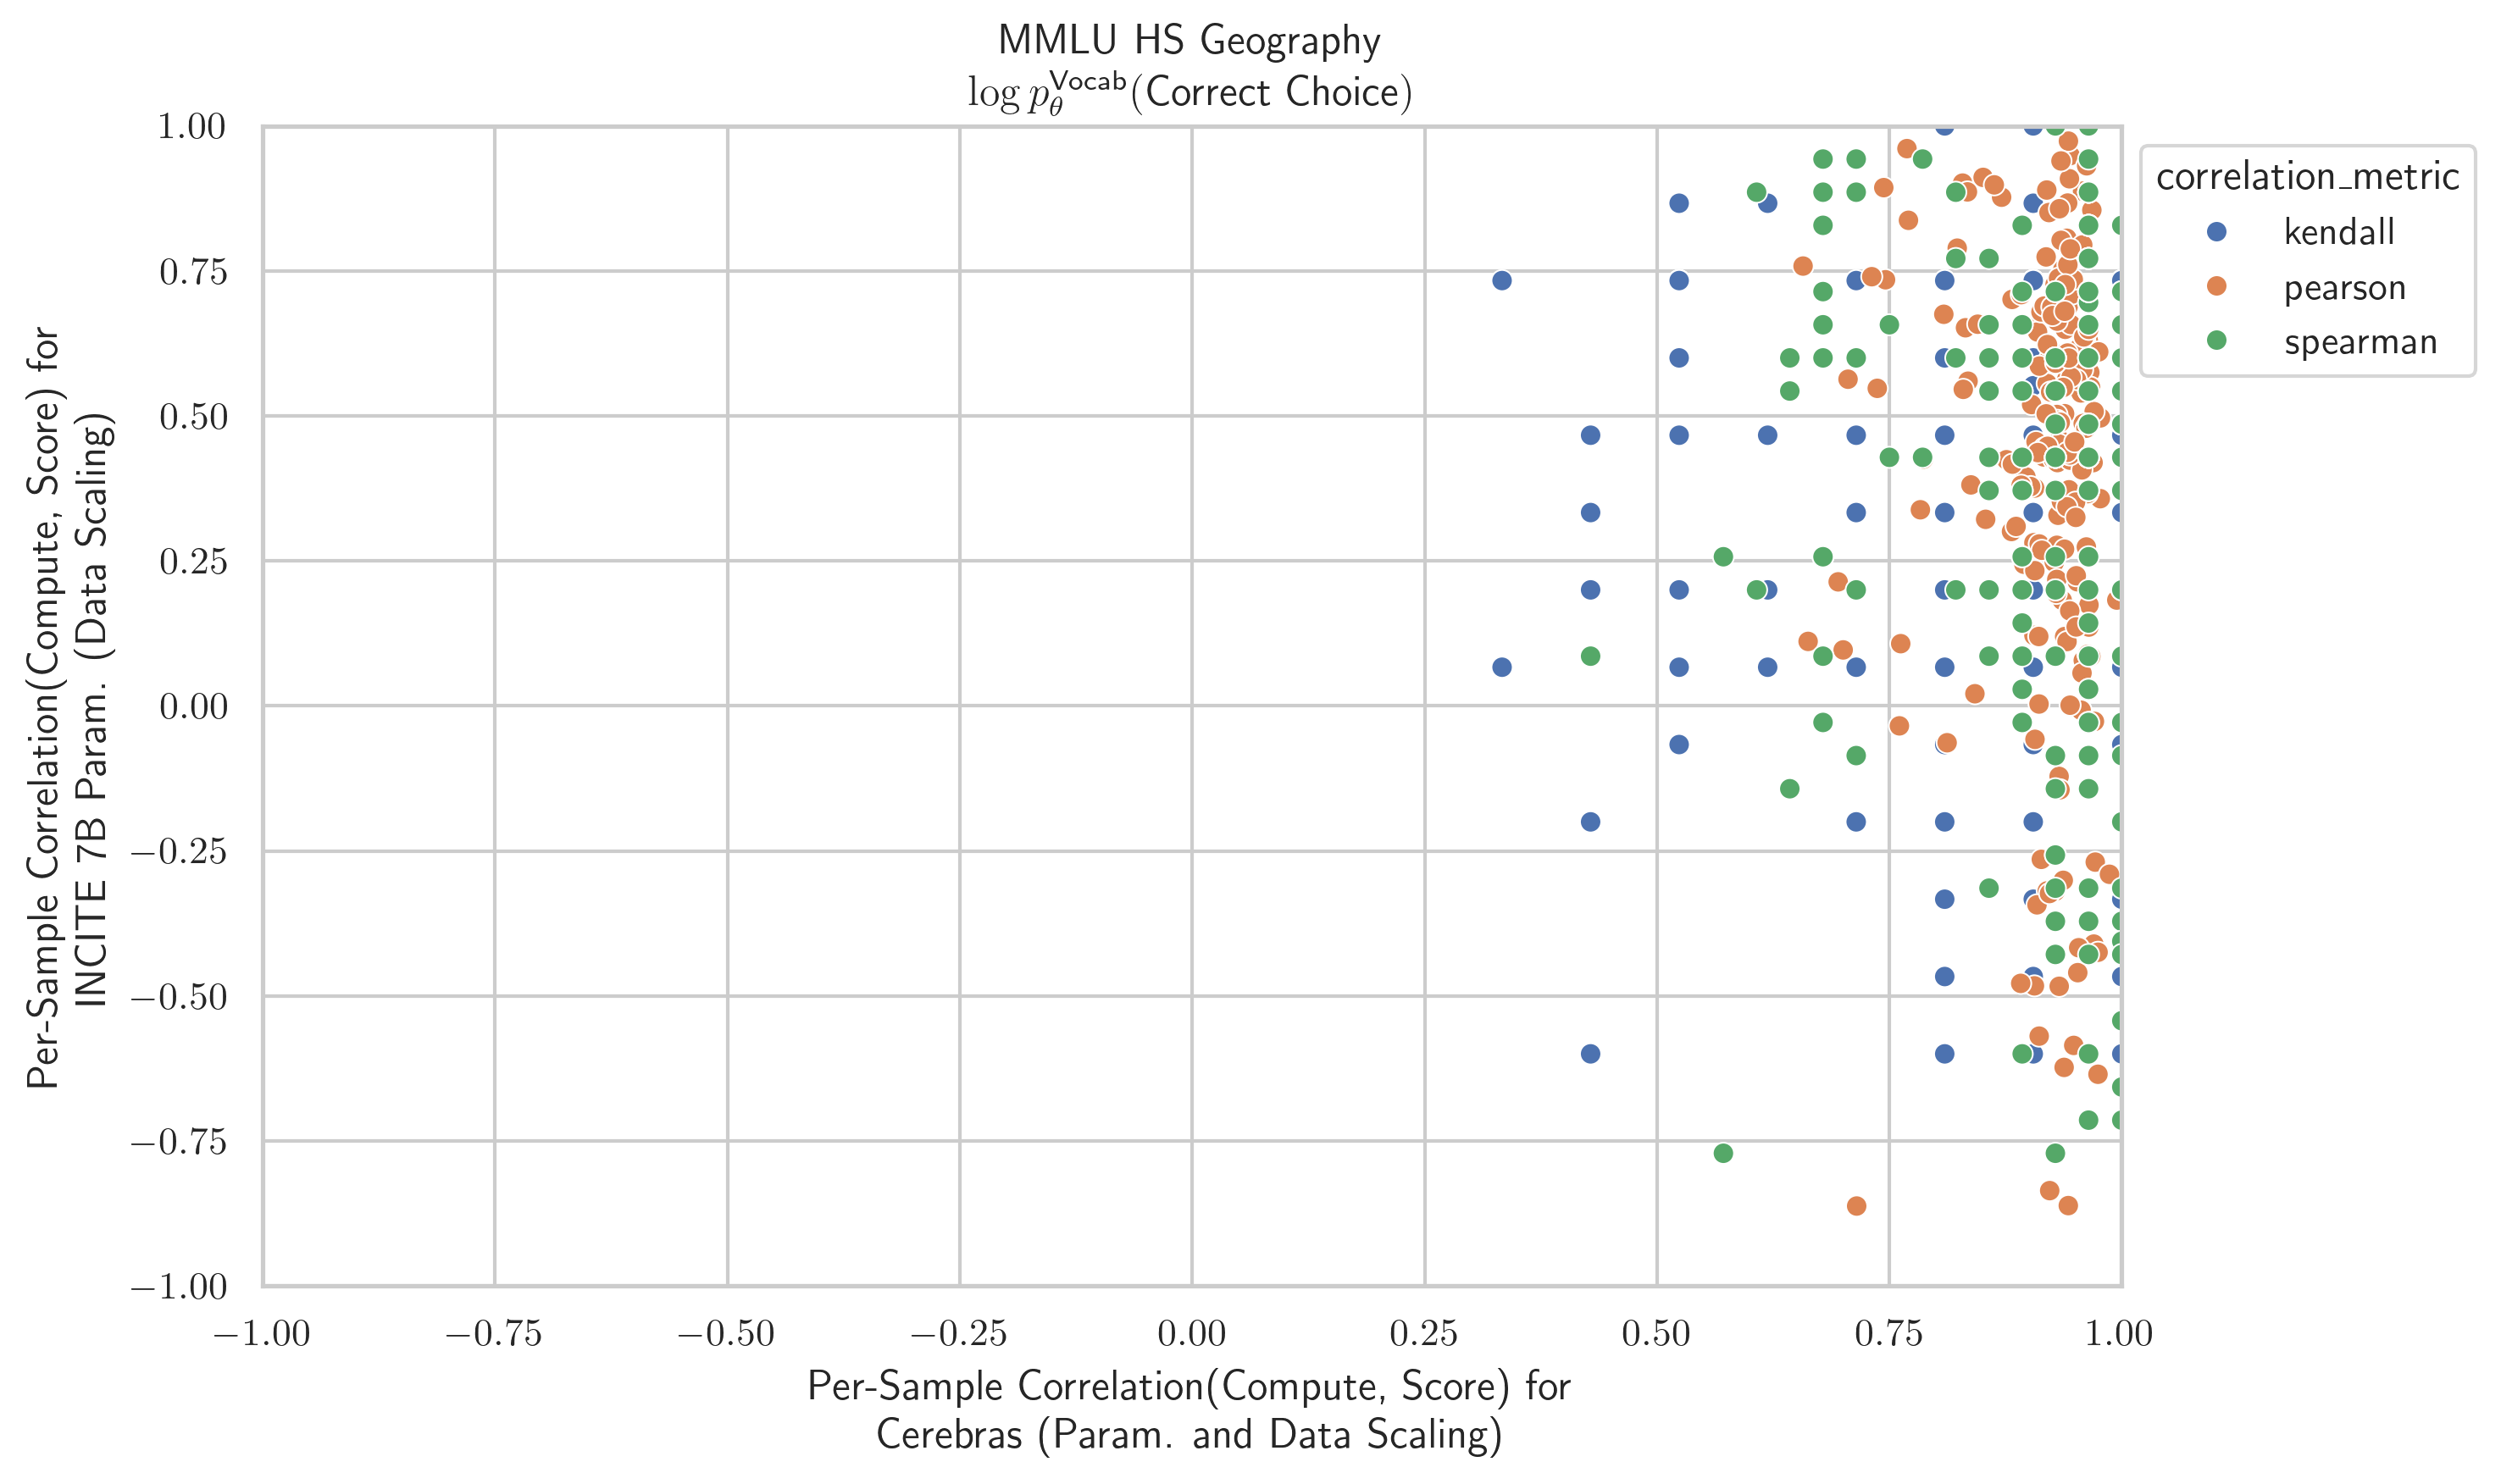 MMLU HS Geography
log p_θ^Vocab(Correct Choice)
1.00
0.75
0.50
0.25
0.00
−0.25
−0.50
−0.75
−1.00
Per-Sample Correlation(Compute, Score) for
INCITE 7B Param. (Data Scaling)
−1.00 −0.75 −0.50 −0.25 0.00 0.25 0.50 0.75 1.00
Per-Sample Correlation(Compute, Score) for
Cerebras (Param. and Data Scaling)
correlation_metric
kendall
pearson
spearman